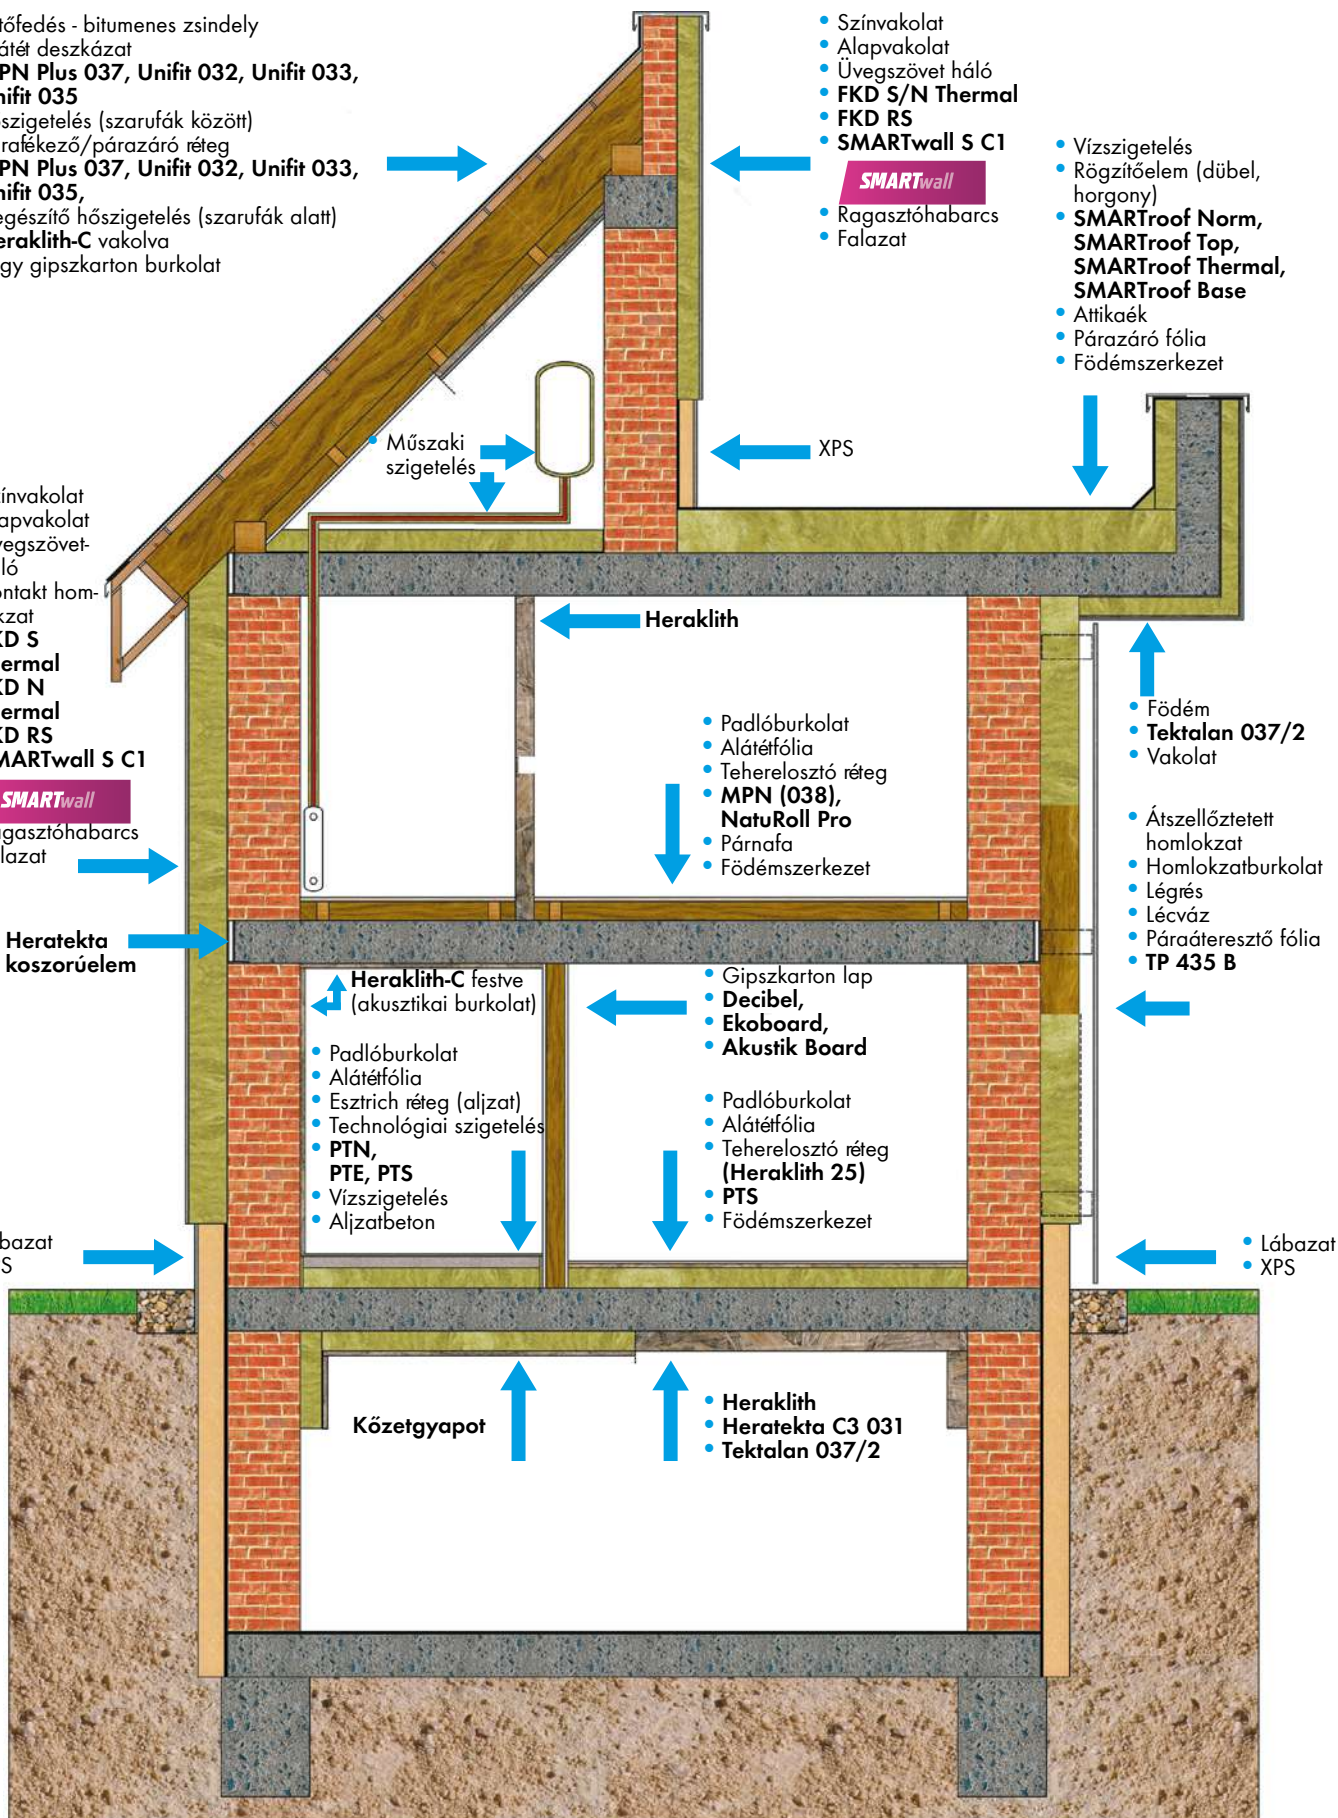 tőfedés - bitumenes zsindely
átét deszkázat
PN Plus 037, Unifit 032, Unifit 033,
nifit 035
szigetelés (szarufák között)
rafékező/párazáró réteg
PN Plus 037, Unifit 032, Unifit 033,
nifit 035,
egészítő hőszigetelés (szarufák alatt)
eraklith-C vakolva
gy gipszkarton burkolat
• Színvakolat
• Alapvakolat
• Üvegszövet háló
• FKD S/N Thermal
• FKD RS
• SMARTwall S C1
SMARTwall
• Ragasztóhabarcs
• Falazat
• Vízszigetelés
• Rögzítőelem (dübel,
horgony)
• SMARTroof Norm,
SMARTroof Top,
SMARTroof Thermal,
SMARTroof Base
• Attikaék
• Párazáró fólia
• Födémszerkezet
• Műszaki
szigetelés
XPS
zínvakolat
apvakolat
vegszövet-
ló
ontakt hom-
kzat
KD S
ermal
KD N
ermal
KD RS
MARTwall S C1
SMARTwall
agasztóhabarcs
alazat
Heraklith
• Födém
• Tektalan 037/2
• Vakolat
• Padlóburkolat
• Alátétfólia
• Teherelosztó réteg
• MPN (038),
NatuRoll Pro
• Párnafa
• Födémszerkezet
• Átszellőztetett
homlokzat
• Homlokzatburkolat
• Légrés
• Lécváz
• Páraáteresztő fólia
• TP 435 B
Heratekta
koszorúelem
Heraklith-C festve
(akusztikai burkolat)
• Gipszkarton lap
• Decibel,
• Ekoboard,
• Akustik Board
• Padlóburkolat
• Alátétfólia
• Esztrich réteg (aljzat)
• Technológiai szigetelés
• PTN,
PTE, PTS
• Vízszigetelés
• Aljzatbeton
• Padlóburkolat
• Alátétfólia
• Teherelosztó réteg
(Heraklith 25)
• PTS
• Födémszerkezet
bazat
S
• Lábazat
• XPS
Kőzetgyapot
• Heraklith
• Heratekta C3 031
• Tektalan 037/2